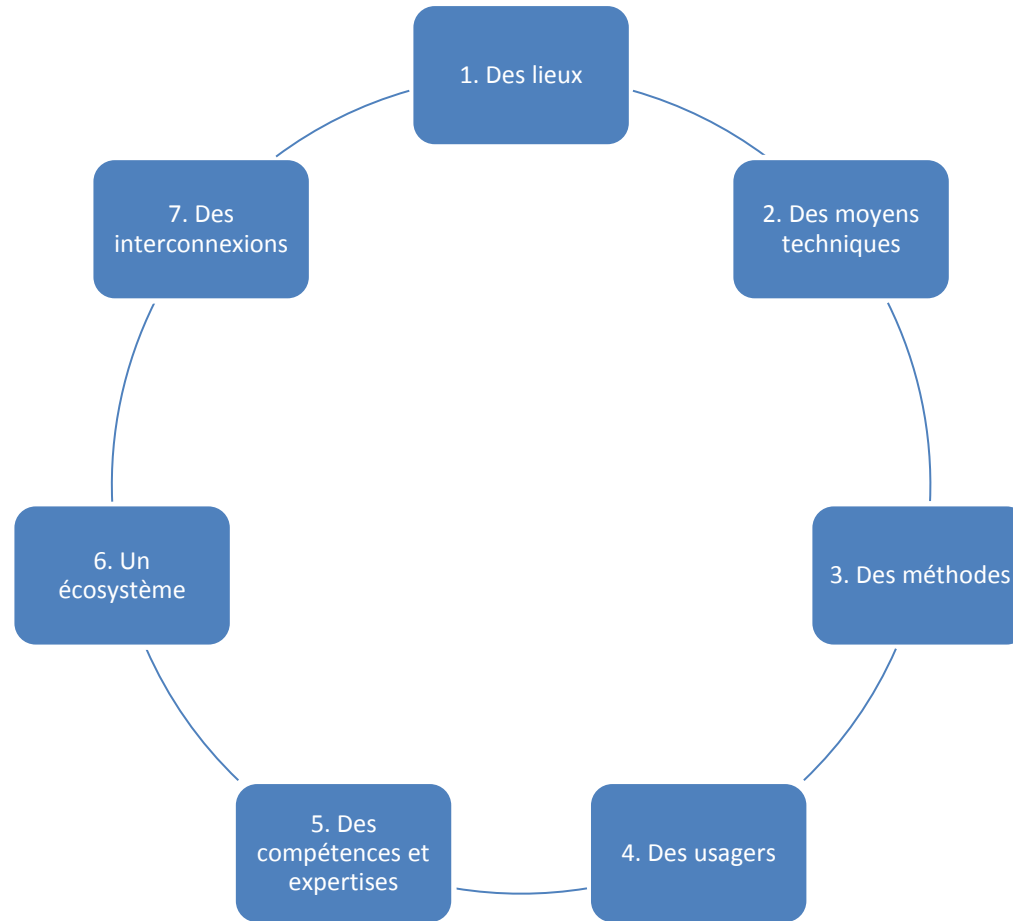 1. Des lieux
2. Des moyens
techniques
3. Des méthodes
4. Des usagers
5. Des
compétences et
expertises
6. Un
écosystème
7. Des
interconnexions